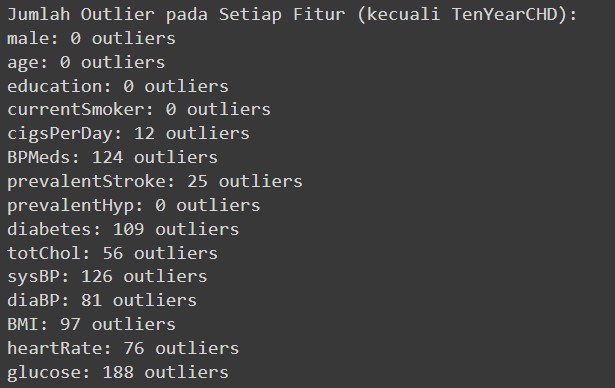 Jumlah Outlier pada Setiap Fitur (kecuali TenYearCHD):
male: 0 outliers
age: 0 outliers
education: 0 outliers
currentSmoker: 0 outliers
cigsPerDay: 12 outliers
BPMeds: 124 outliers
prevalentStroke: 25 outliers
prevalentHyp: 0 outliers
diabetes: 109 outliers
totChol: 56 outliers
sysBP: 126 outliers
diaBP: 81 outliers
BMI: 97 outliers
heartRate: 76 outliers
glucose: 188 outliers